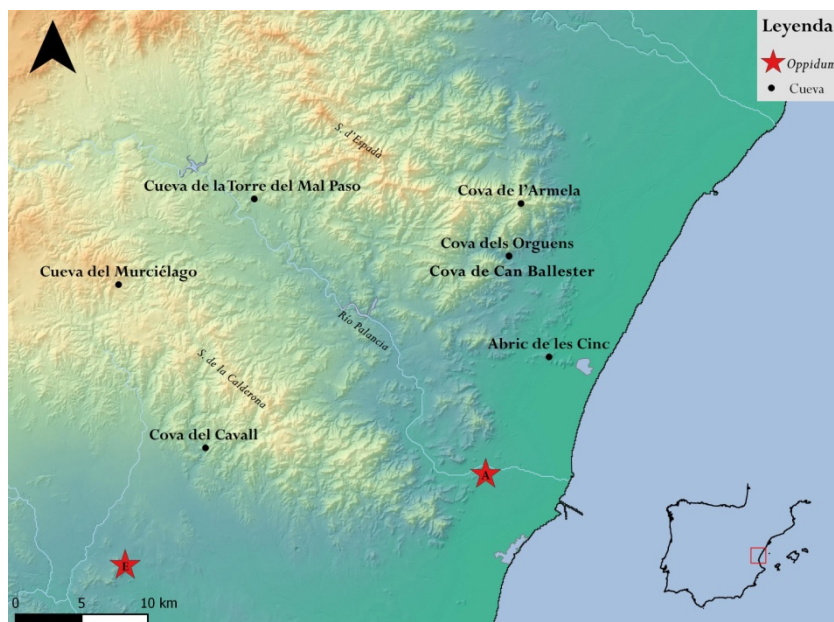 Leyenda
Oppidum
Cueva
S. d'Espadà
Cueva de la Torre del Mal Paso
Cova de l'Armela
Cova dels Orguens
Cova de Can Ballester
Cueva del Murciélago
Río Palancia
Abric de les Cinc
S. de la Calderona
Cova del Cavall
A
E
0 5 10 km